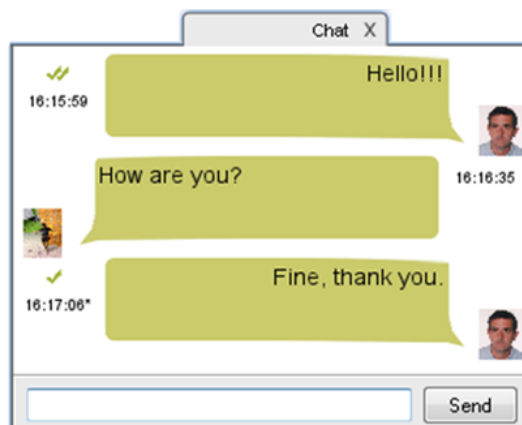 Chat X
Hello!!!
16:15:59
How are you?
16:16:35
Fine, thank you.
16:17:06*
Send